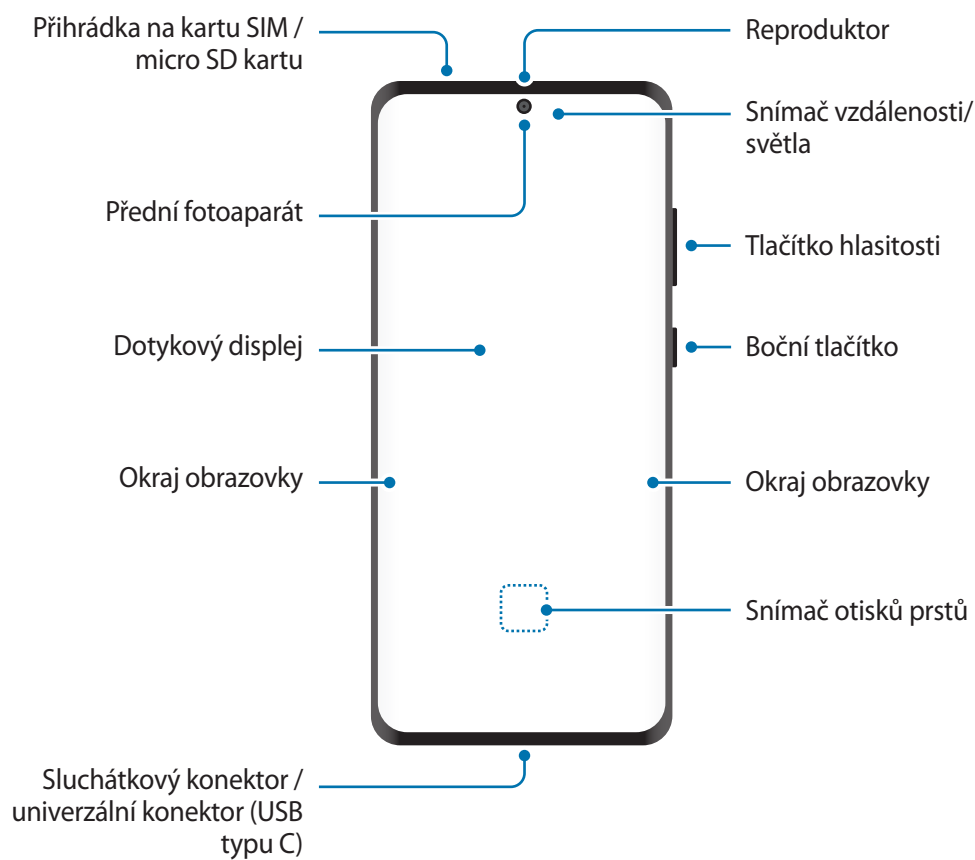 Přihrádka na kartu SIM /
micro SD kartu
Přední fotoaparát
Dotykový displej
Okraj obrazovky
Sluchátkový konektor /
univerzální konektor (USB
typu C)
Reproduktor
Snímač vzdálenosti/
světla
Tlačítko hlasitosti
Boční tlačítko
Okraj obrazovky
Snímač otisků prstů